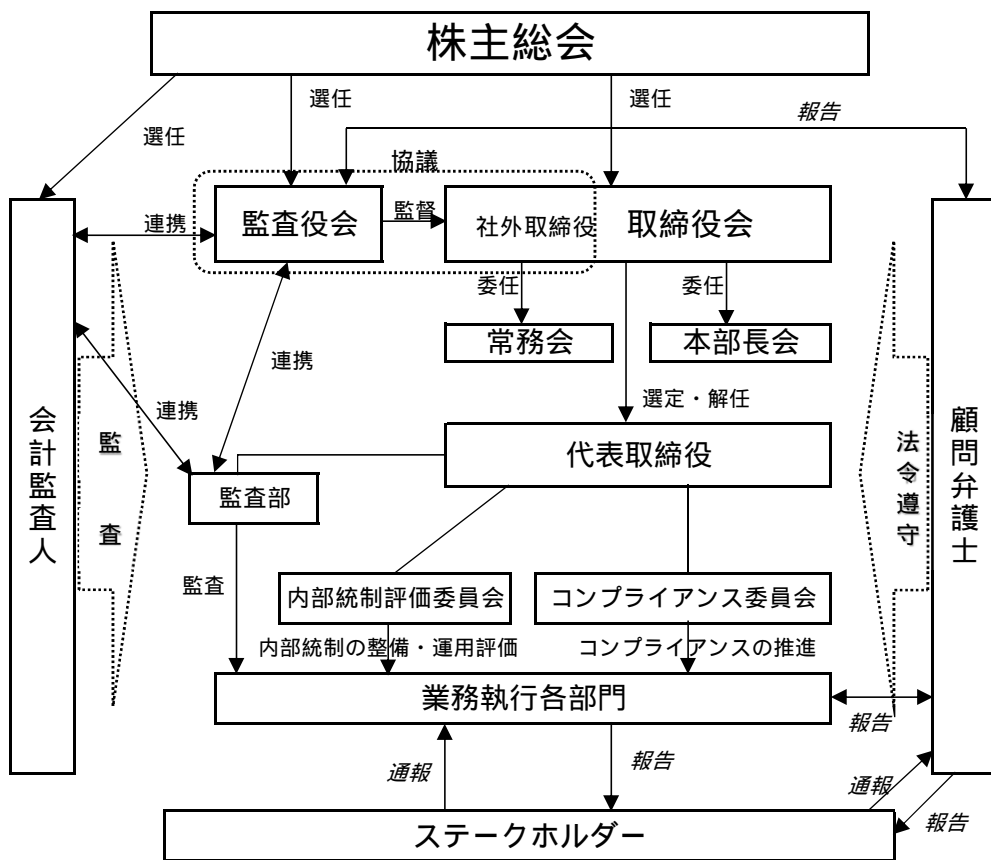 株主総会
選任
選任
選任
報告
協議
監査役会
監督
社外取締役
取締役会
連携
委任
委任
常務会
本部長会
連携
選定・解任
連携
会計監査人
監査
代表取締役
法令遵守
顧問弁護士
監査部
監査
内部統制評価委員会
コンプライアンス委員会
内部統制の整備・運用評価
コンプライアンスの推進
業務執行各部門
報告
通報
報告
通報
報告
ステークホルダー